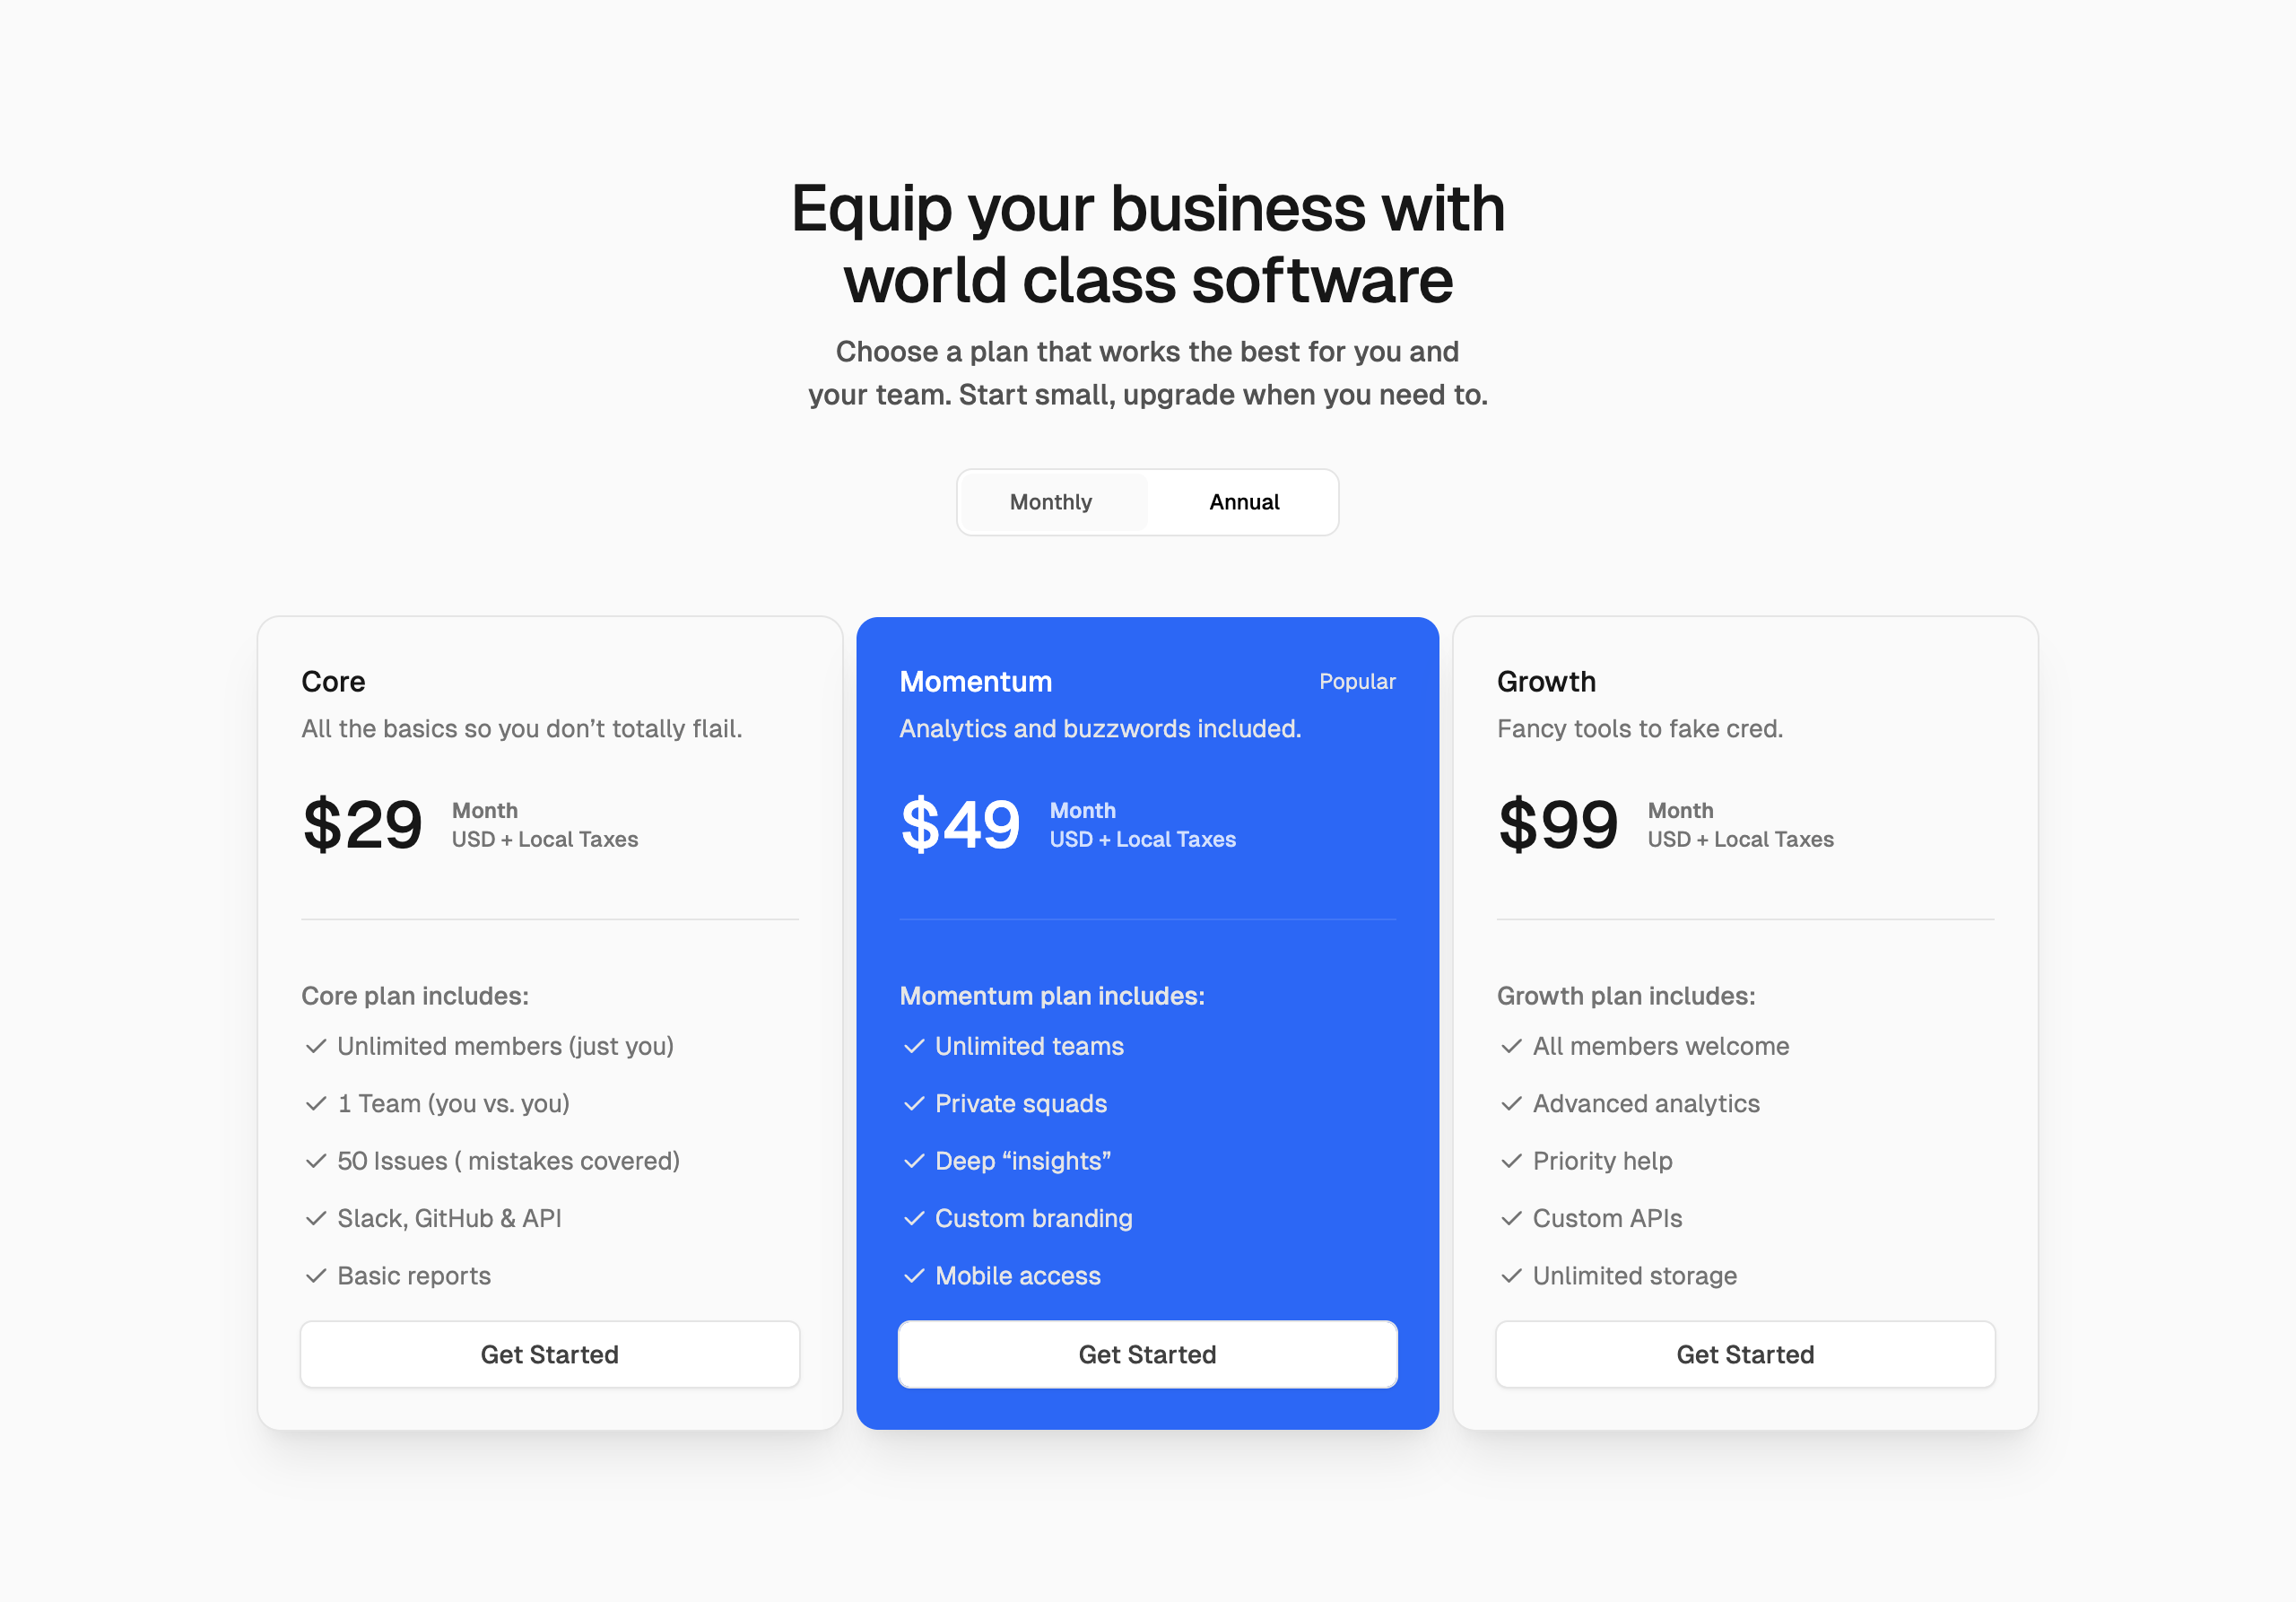 Equip your business with
world class software
Choose a plan that works the best for you and
your team. Start small, upgrade when you need to.
Monthly
Annual
Core
All the basics so you don’t totally flail.
$29
Month
USD + Local Taxes
Core plan includes:
Unlimited members (just you)
1 Team (you vs. you)
50 Issues ( mistakes covered)
Slack, GitHub & API
Basic reports
Get Started
Momentum
Popular
Analytics and buzzwords included.
$49
Month
USD + Local Taxes
Momentum plan includes:
Unlimited teams
Private squads
Deep “insights”
Custom branding
Mobile access
Get Started
Growth
Fancy tools to fake cred.
$99
Month
USD + Local Taxes
Growth plan includes:
All members welcome
Advanced analytics
Priority help
Custom APIs
Unlimited storage
Get Started